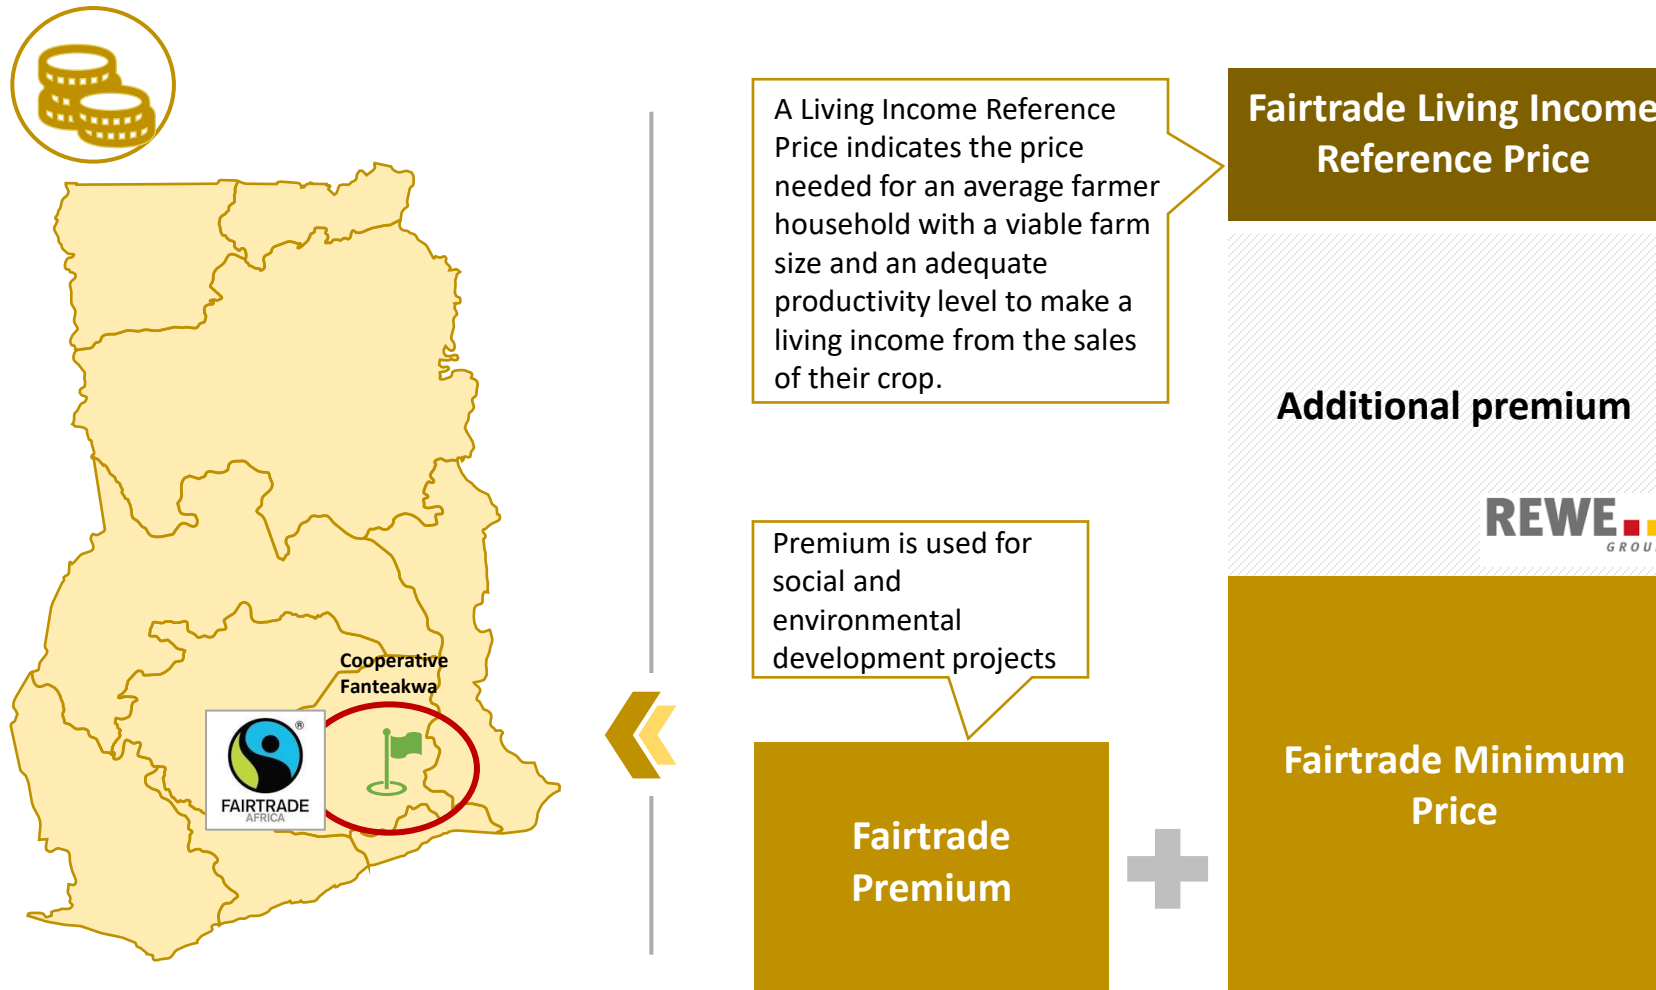 A Living Income Reference
Price indicates the price
needed for an average farmer
household with a viable farm
size and an adequate
productivity level to make a
living income from the sales
of their crop.
Fairtrade Living Income
Reference Price
Additional premium
REWE
GROUP
Premium is used for
social and
environmental
development projects
Cooperative
Fanteakwa
®
FAIRTRADE
AFRICA
Fairtrade
Premium
Fairtrade Minimum
Price